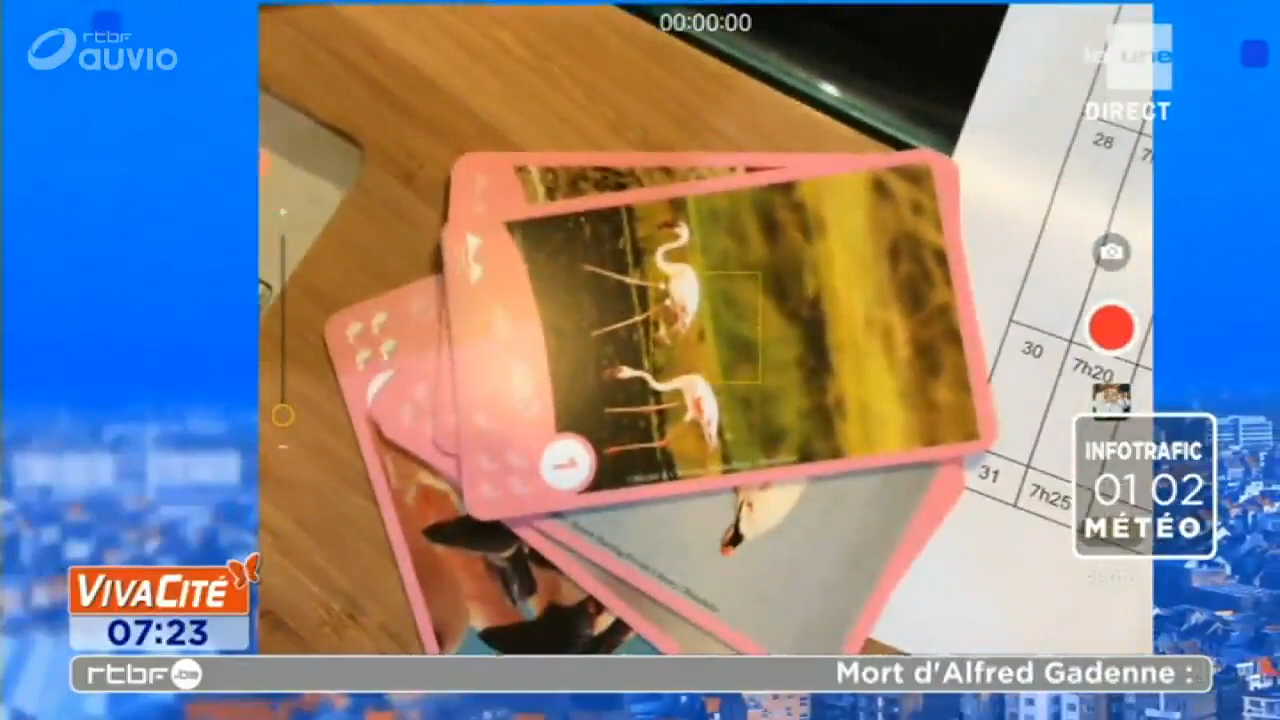 rtbf
auvio
00:00:00
la une
DIRECT
28
30
7h20
31
7h25
1
INFOTRAFIC
01 02
MÉTÉO
VIVACITÉ
07:23
rtbf.be
Mort d'Alfred Gadenne :